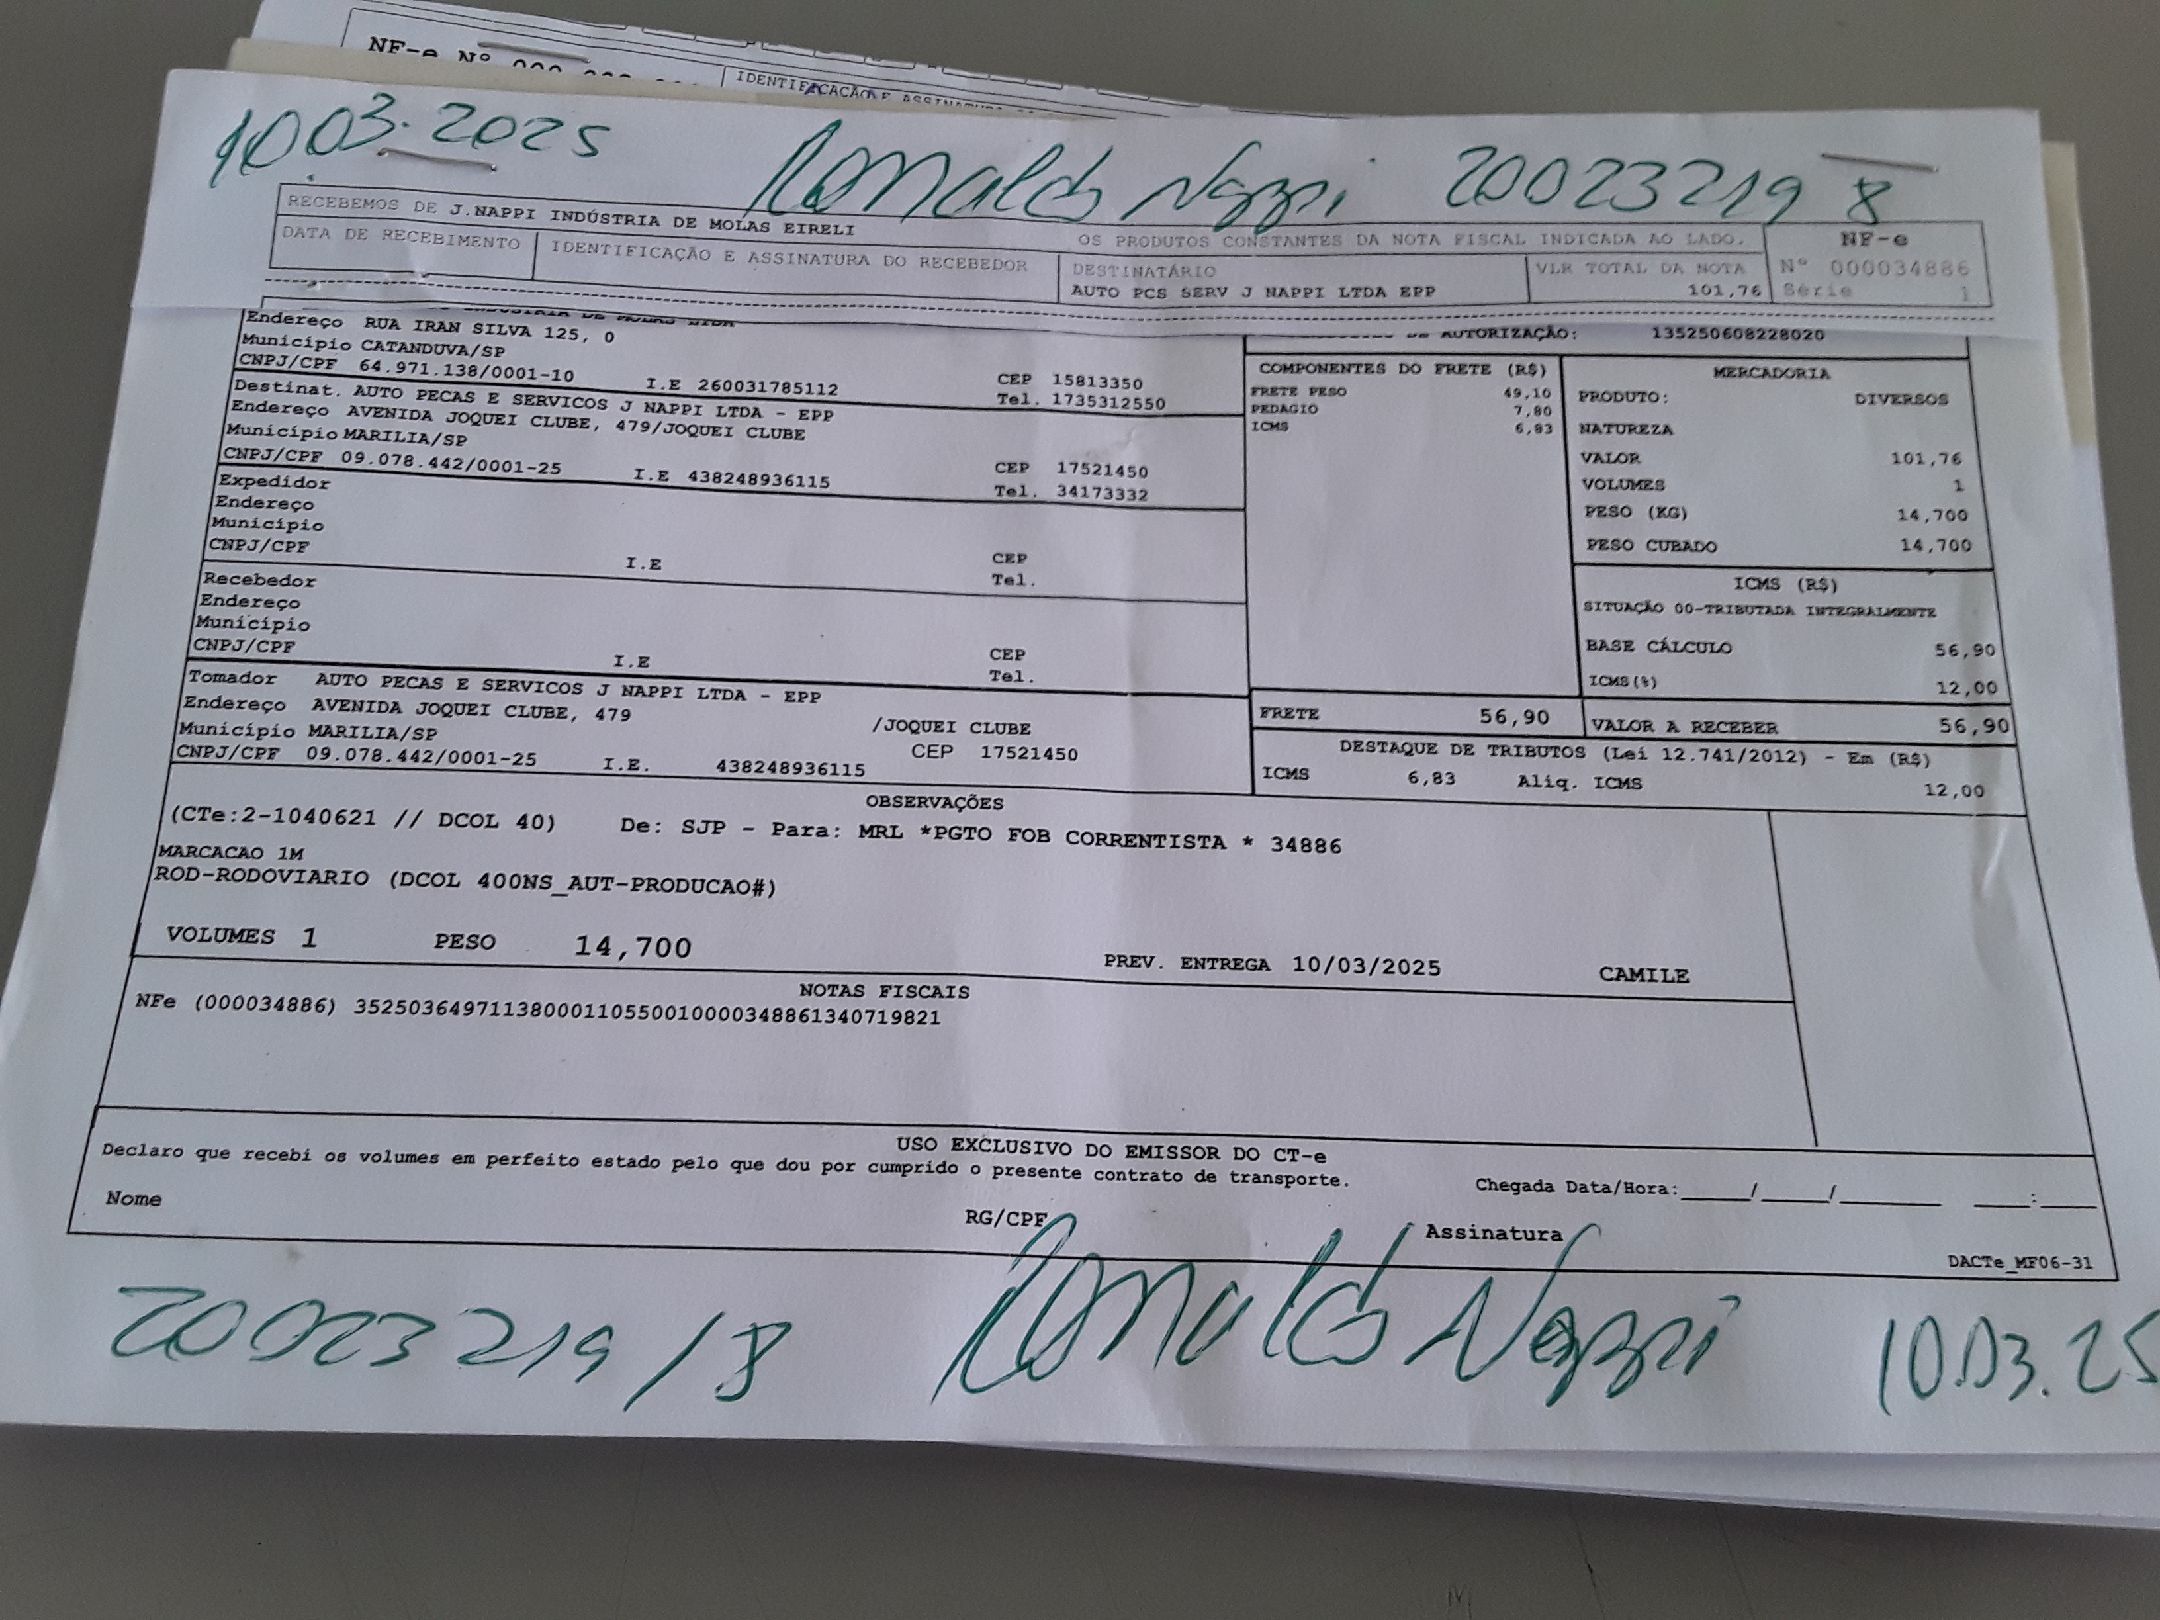 NF-e Nº
IDENTIFICAÇÃO E ASSINATURA
10.03.2025 Ronaldo Nappi 20023219 8
RECEBEMOS DE J.NAPPI INDÚSTRIA DE MOLAS EIRELI OS PRODUTOS CONSTANTES DA NOTA FISCAL INDICADA AO LADO.
NF-e
Nº 000034886
Série 1
DATA DE RECEBIMENTO
IDENTIFICAÇÃO E ASSINATURA DO RECEBEDOR
DESTINATÁRIO
AUTO PCS SERV J NAPPI LTDA EPP
VLR TOTAL DA NOTA
101,76
Endereço RUA IRAN SILVA 125, 0
Município CATANDUVA/SP
CNPJ/CPF 64.971.138/0001-10 I.E 260031785112
CEP 15813350
Tel. 1735312550
DE AUTORIZAÇÃO: 135250608228020
Destinat. AUTO PECAS E SERVICOS J NAPPI LTDA - EPP
Endereço AVENIDA JOQUEI CLUBE, 479/JOQUEI CLUBE
Município MARILIA/SP
CNPJ/CPF 09.078.442/0001-25 I.E 438248936115
CEP 17521450
Tel. 34173332
Expedidor
Endereço
Município
CNPJ/CPF I.E
CEP
Tel.
Recebedor
Endereço
Município
CNPJ/CPF I.E
CEP
Tel.
Tomador AUTO PECAS E SERVICOS J NAPPI LTDA - EPP
Endereço AVENIDA JOQUEI CLUBE, 479 /JOQUEI CLUBE
Município MARILIA/SP CEP 17521450
CNPJ/CPF 09.078.442/0001-25 I.E. 438248936115
COMPONENTES DO FRETE (R$)
FRETE PESO 49,10
PEDAGIO 7,80
ICMS 6,83
MERCADORIA
PRODUTO: DIVERSOS
NATUREZA
VALOR 101,76
VOLUMES 1
PESO (KG) 14,700
PESO CUBADO 14,700
ICMS (R$)
SITUAÇÃO 00-TRIBUTADA INTEGRALMENTE
BASE CÁLCULO 56,90
ICMS(%) 12,00
FRETE 56,90
VALOR A RECEBER 56,90
DESTAQUE DE TRIBUTOS (Lei 12.741/2012) - Em (R$)
ICMS 6,83 Aliq. ICMS 12,00
OBSERVAÇÕES
(CTe:2-1040621 // DCOL 40) De: SJP - Para: MRL *PGTO FOB CORRENTISTA * 34886
MARCACAO 1M
ROD-RODOVIARIO (DCOL 400NS_AUT-PRODUCAO#)
VOLUMES 1 PESO 14,700 PREV. ENTREGA 10/03/2025 CAMILE
NOTAS FISCAIS
NFe (000034886) 35250364971138000110550010000348861340719821
USO EXCLUSIVO DO EMISSOR DO CT-e
Declaro que recebi os volumes em perfeito estado pelo que dou por cumprido o presente contrato de transporte.
Chegada Data/Hora:_____/_____/_______ ____:____
Nome RG/CPF Assinatura
DACTe_MF06-31
20023219/8 Ronaldo Nappi 10.03.25